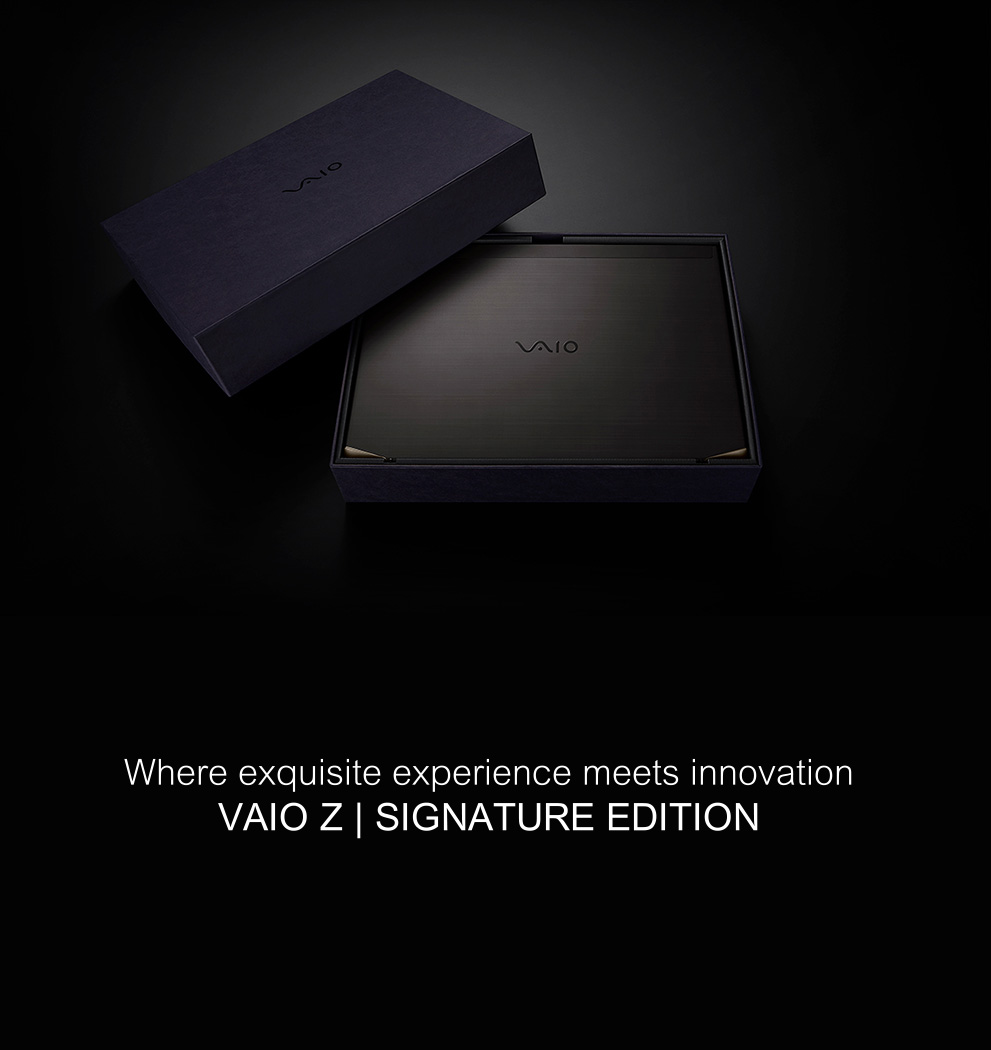 VAIO
VAIO
Where exquisite experience meets innovation
VAIO Z | SIGNATURE EDITION